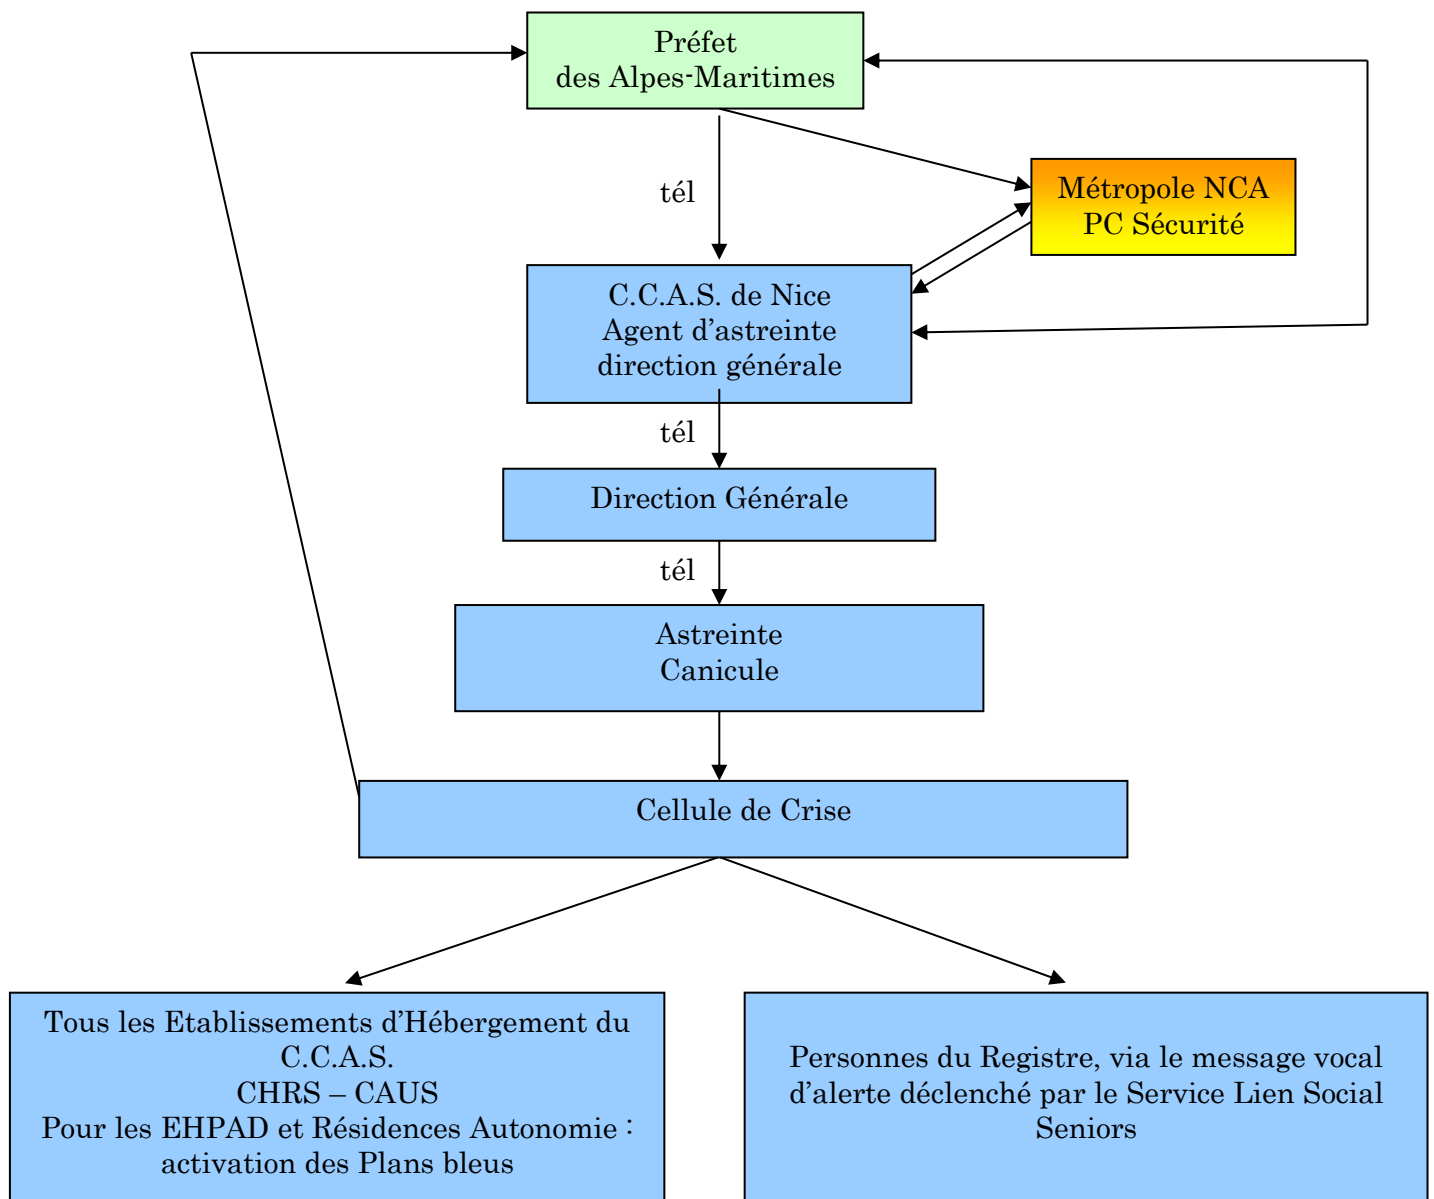 Préfet
des Alpes-Maritimes
tél
Métropole NCA
PC Sécurité
C.C.A.S. de Nice
Agent d’astreinte
direction générale
tél
Direction Générale
tél
Astreinte
Canicule
Cellule de Crise
Tous les Etablissements d’Hébergement du
C.C.A.S.
CHRS – CAUS
Pour les EHPAD et Résidences Autonomie :
activation des Plans bleus
Personnes du Registre, via le message vocal
d’alerte déclenché par le Service Lien Social
Seniors